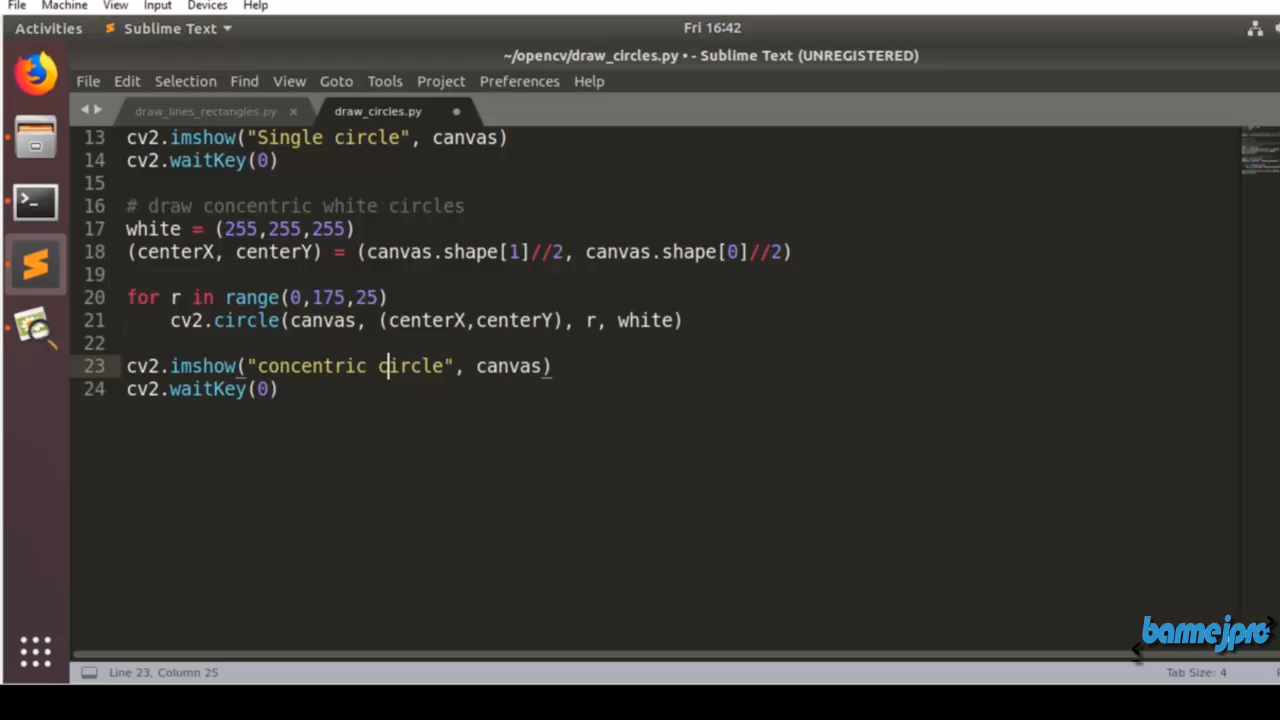 File Machine View Input Devices Help
Activities Sublime Text Fri 16:42
~/opencv/draw_circles.py • - Sublime Text (UNREGISTERED)
File Edit Selection Find View Goto Tools Project Preferences Help
draw_lines_rectangles.py × draw_circles.py
13 cv2.imshow("Single circle", canvas)
14 cv2.waitKey(0)
15
16 # draw concentric white circles
17 white = (255,255,255)
18 (centerX, centerY) = (canvas.shape[1]//2, canvas.shape[0]//2)
19
20 for r in range(0,175,25)
21     cv2.circle(canvas, (centerX,centerY), r, white)
22
23 cv2.imshow("concentric circle", canvas)
24 cv2.waitKey(0)
barmejpro
Line 23, Column 25 Tab Size: 4